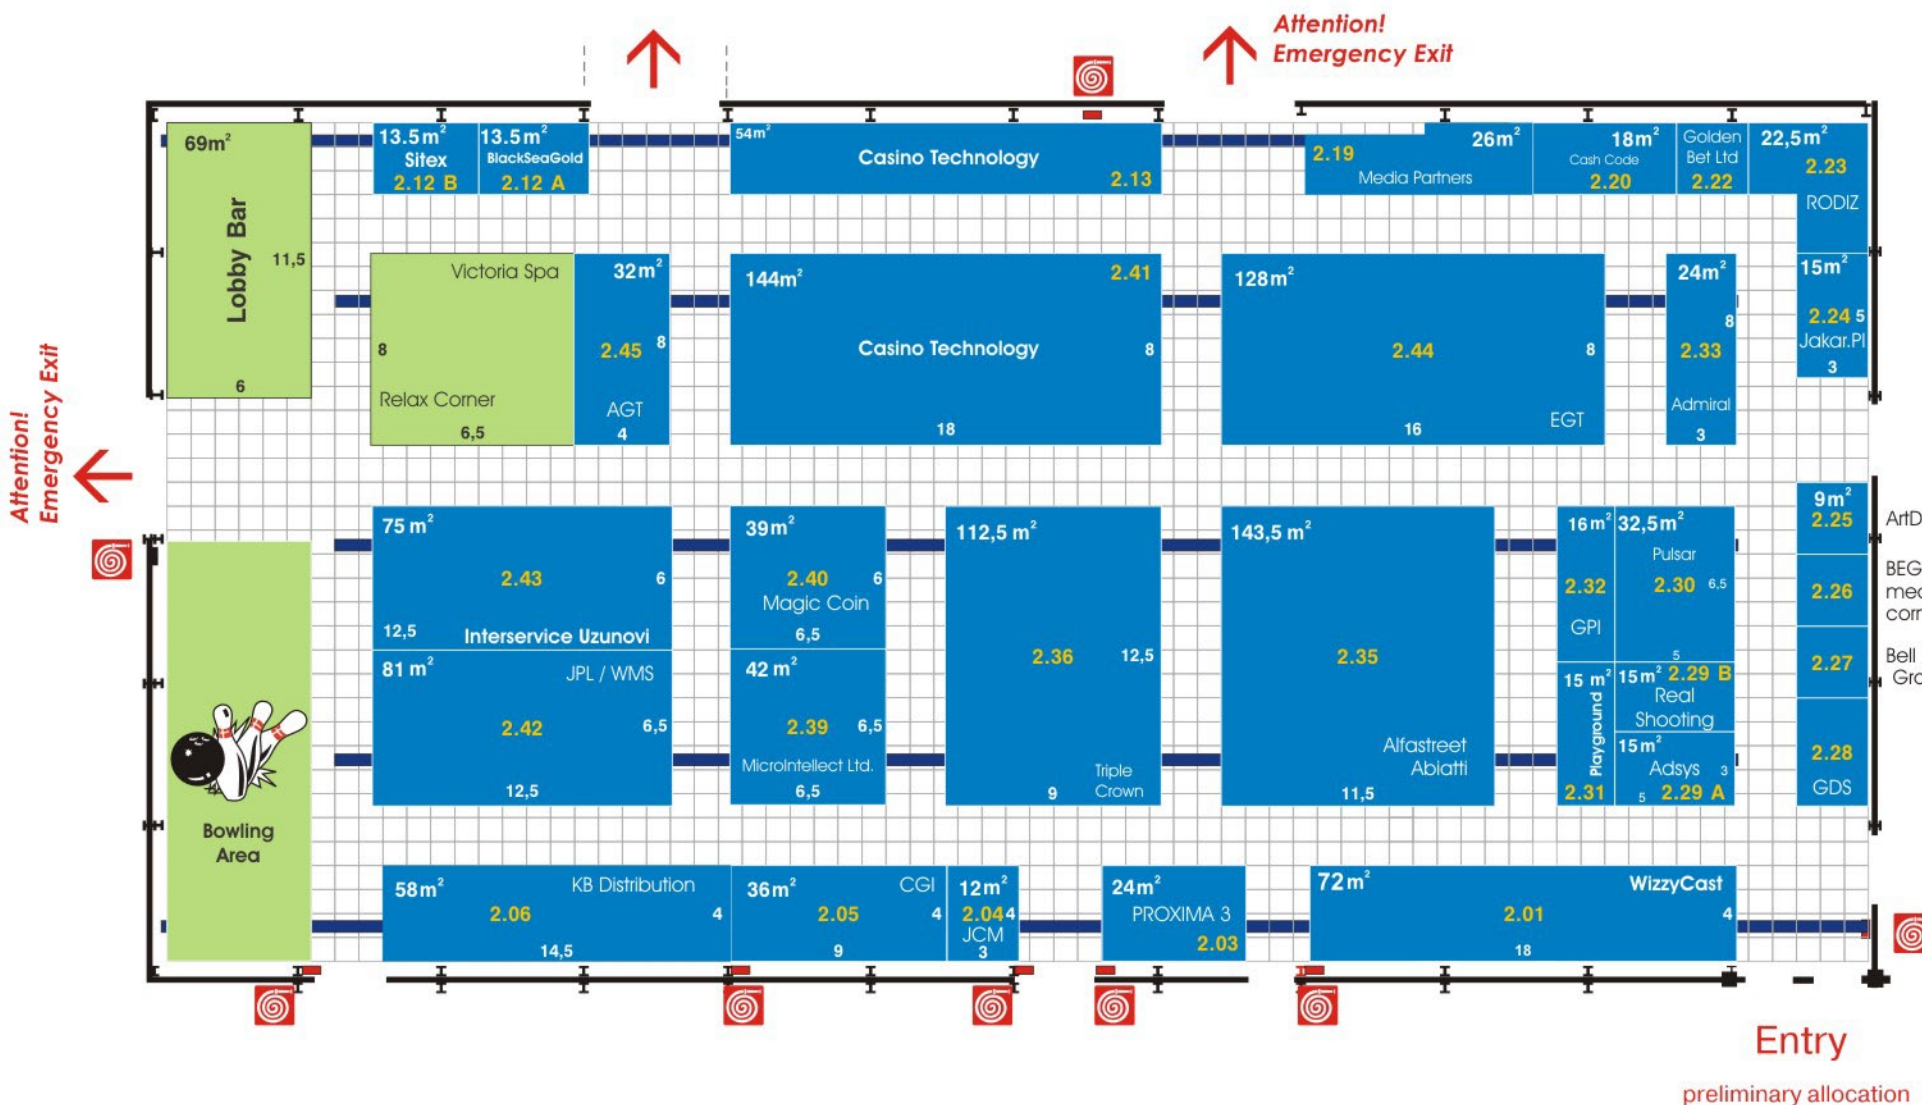 Attention!
Emergency Exit
69m²
Lobby Bar
11,5
6
13.5m²
Sitex
2.12 B
13.5m²
BlackSeaGold
2.12 A
54m²
Casino Technology
2.13
2.19
26m²
Media Partners
18m²
Cash Code
2.20
Golden
Bet Ltd
2.22
22,5m²
2.23
RODIZ
Victoria Spa
8
Relax Corner
6,5
32m²
2.45
8
AGT
4
144m²
2.41
Casino Technology
8
18
128m²
2.44
8
EGT
16
24m²
8
2.33
Admiral
3
15m²
2.24 5
Jakar.Pl
3
Attention!
Emergency Exit
75 m²
2.43
6
12,5
Interservice Uzunovi
81 m²
JPL / WMS
2.42
6,5
12,5
39m²
2.40
6
Magic Coin
6,5
42 m²
2.39
6,5
MicroIntellect Ltd.
6,5
112,5 m²
2.36
12,5
Triple
Crown
9
143,5 m²
2.35
Alfastreet
Abiatti
11,5
16m²
2.32
GPI
32,5m²
Pulsar
2.30
6,5
5
15 m²
Playground
2.31
15m²
2.29 B
Real
Shooting
15m²
Adsys
3
5
2.29 A
9m²
2.25
ArtD
2.26
BEG
med
corr
2.27
Bell
Gro
2.28
GDS
Bowling
Area
58m²
KB Distribution
2.06
4
14,5
36m²
CGI
2.05
4
9
12m²
2.04 4
JCM
3
24m²
PROXIMA 3
2.03
72m²
WizzyCast
2.01
4
18
Entry
preliminary allocation